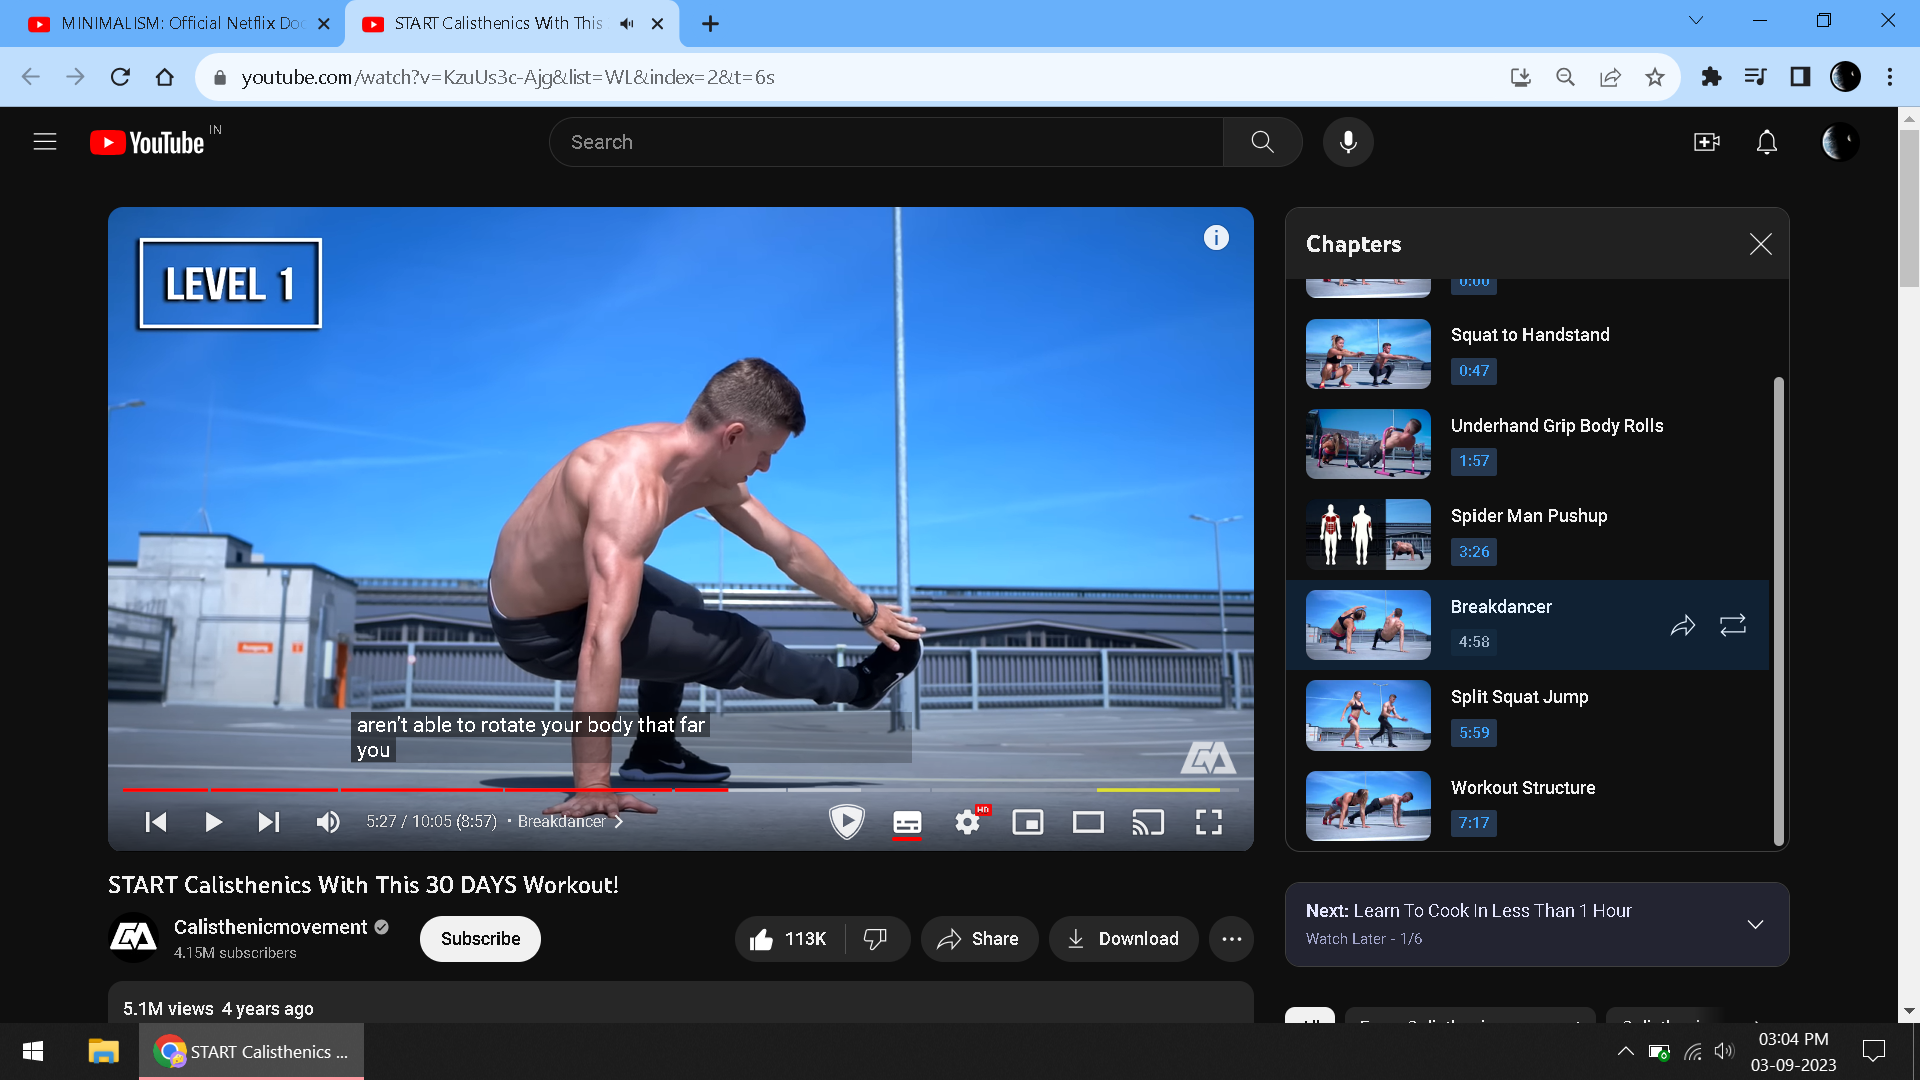 MINIMALISM: Official Netflix Doc
START Calisthenics With This
youtube.com/watch?v=KzuUs3c-Ajg&list=WL&index=2&t=6s
YouTube IN
Search
LEVEL 1
aren't able to rotate your body that far
you
5:27 / 10:05 (8:57) • Breakdancer
HD
Chapters
0:00
Squat to Handstand
0:47
Underhand Grip Body Rolls
1:57
Spider Man Pushup
3:26
Breakdancer
4:58
Split Squat Jump
5:59
Workout Structure
7:17
START Calisthenics With This 30 DAYS Workout!
Calisthenicmovement
4.15M subscribers
Subscribe
113K
Share
Download
Next: Learn To Cook In Less Than 1 Hour
Watch Later - 1/6
5.1M views 4 years ago
All
START Calisthenics ...
03:04 PM
03-09-2023